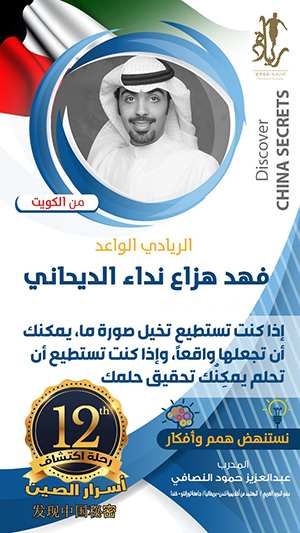 Discover
CHINA SECRETS
من الكويت
الريادي الواعد
فهد هزاع نداء الديحاني
إذا كنت تستطيع تخيل صورة ما، يمكنك
أن تجعلها واقعاً، وإذا كنت تستطيع أن
تحلم يمكنك تحقيق حلمك
12th
رحلة اكتشاف
أسرار الصين
发现中国秘密
نستنهض همم وأفكار
المدرب
عبدالعزيز حمود النصافي